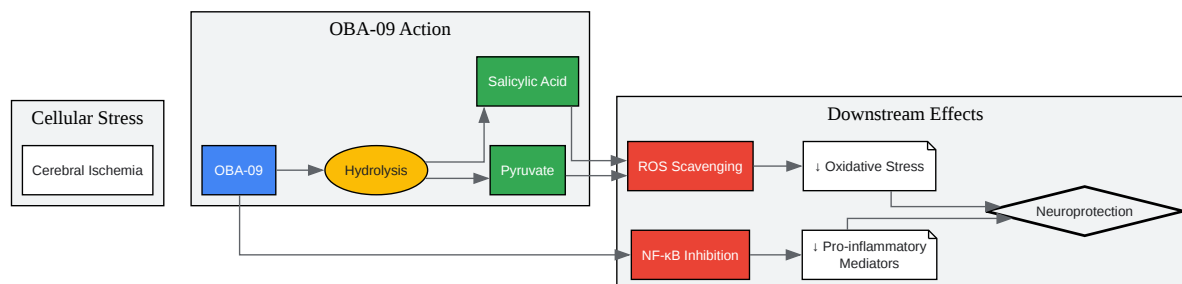 Cellular Stress
Cerebral Ischemia
OBA-09 Action
OBA-09
Hydrolysis
Salicylic Acid
Pyruvate
Downstream Effects
ROS Scavenging
↓ Oxidative Stress
NF-κB Inhibition
↓ Pro-inflammatory
Mediators
Neuroprotection